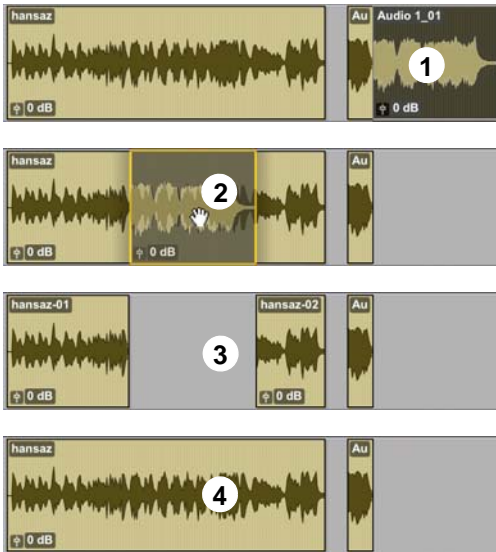 hansaz Au Audio 1_01
1
0 dB 0 dB
hansaz Au
2
0 dB 0 dB
hansaz-01 hansaz-02 Au
3
0 dB 0 dB
hansaz Au
4
0 dB